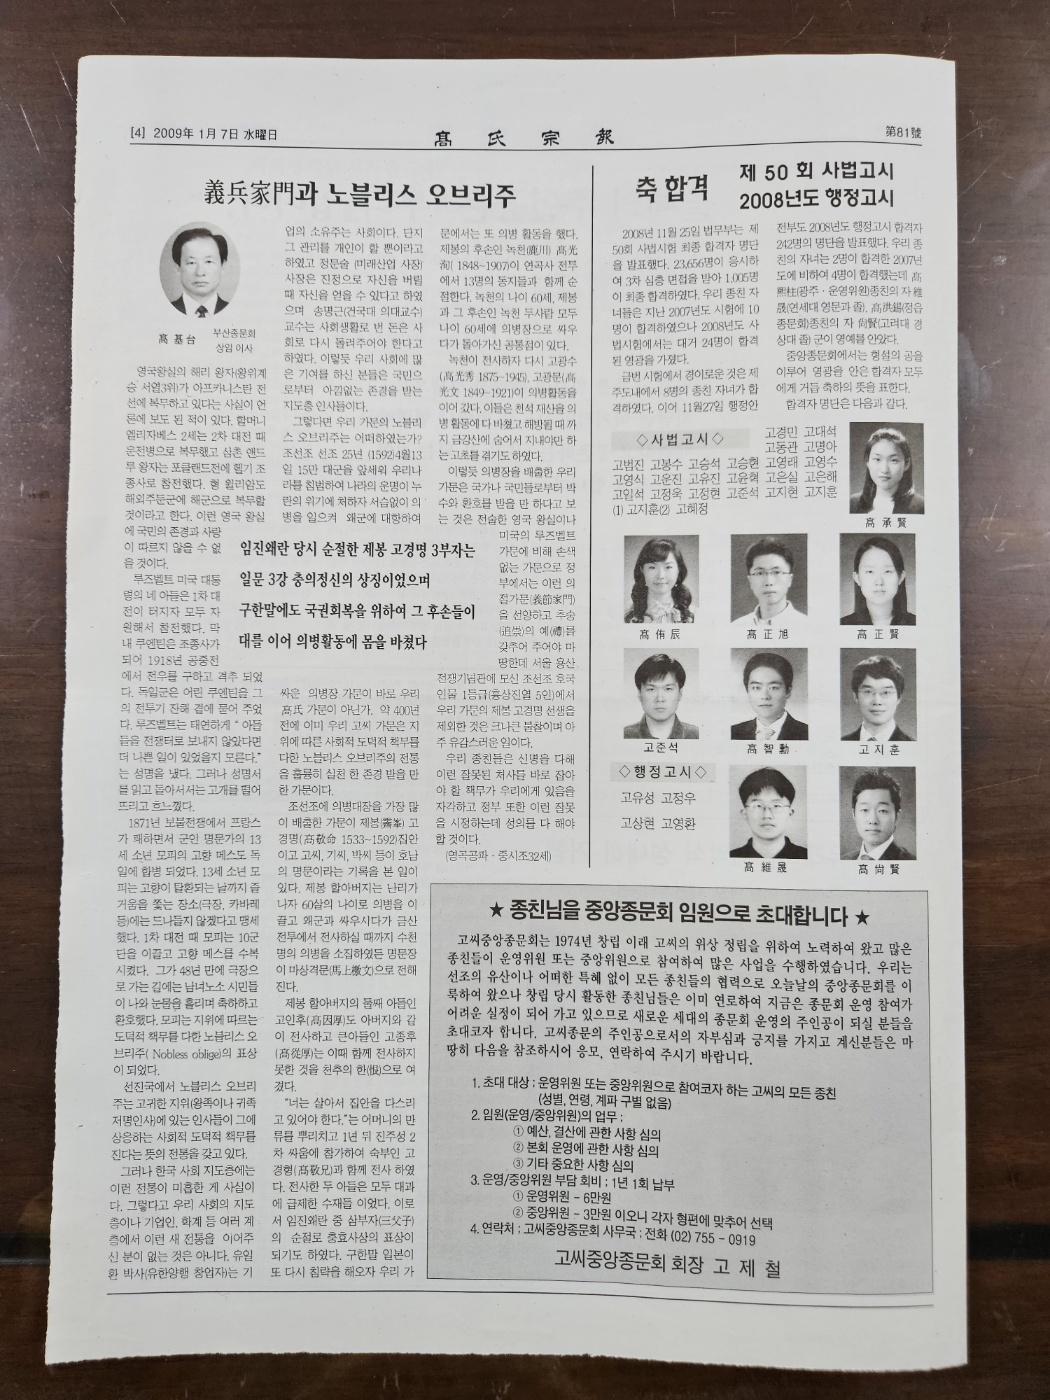 [4] 2009年 1月 7日 水曜日
髙氏宗報
第81號
義兵家門과 노블리스 오브리주
髙基台
부산종문회
상임 이사
영국왕실의 해리 왕자(왕위계
승 서열3위)가 아프카니스탄 전
선에 복무하고 있다는 사실이 언
론에 보도 된 적이 있다. 할머니
엘리자베스 2세는 2차 대전 때
운전병으로 복무했고 삼촌 앤드
루 왕자는 포클랜드전에 헬기 조
종사로 참전했다. 형 윌리암도
해외주둔군에 해군으로 복무할
것이라고 한다. 이런 영국 왕실
에 국민의 존경과 사랑
이 따르지 않을 수 없
을 것이다.
루즈벨트 미국 대통
령의 네 아들은 1차 대
전이 터지자 모두 자
원해서 참전했다. 막
내 쿠엔틴은 조종사가
되어 1918년 공중전
에서 전우를 구하고 격추 되었
다. 독일군은 어린 쿠엔틴을 그
의 전투기 잔해 곁에 묻어 주었
다. 루즈벨트는 태연하게 “ 아들
들을 전쟁터로 보내지 않았다면
더 나쁜 일이 있었을지 모른다.”
는 성명을 냈다. 그러나 성명서
를 읽고 돌아서서는 고개를 떨어
뜨리고 흐느꼈다.
1871년 보불전쟁에서 프랑스
가 패하면서 군인 명문가의 13
세 소년 모피의 고향 메스도 독
일에 합병 되었다. 13세 소년 모
피는 고향이 탈환되는 날까지 즐
거움을 쫓는 장소(극장, 카바레
등)에는 드나들지 않겠다고 맹세
했다. 1차 대전 때 모피는 10군
단을 이끌고 고향 메스를 수복
시켰다. 그가 48년 만에 극장으
로 가는 길에는 남녀노소 시민들
이 나와 눈물을 흘리며 축하하고
환호했다. 모피는 지위에 따르는
도덕적 책무를 다한 노블리스 오
브리주( Nobless oblige)의 표상
이 되었다.
선진국에서 노블리스 오브리
주는 고귀한 지위(왕족이나 귀족
저명인사)에 있는 인사들이 그에
상응하는 사회적 도덕적 책무를
진다는 뜻의 전통을 갖고 있다.
그러나 한국 사회 지도층에는
이런 전통이 미흡한 게 사실이
다. 그렇다고 우리 사회의 지도
층이나 기업인, 학계 등 여러 계
층에서 이런 새 전통을 이어주
신 분이 없는 것은 아니다. 유일
환 박사(유한양행 창업자)는 기
업의 소유주는 사회이다. 단지
그 관리를 개인이 할 뿐이라고
하였고 정문술 (미래산업 사장)
사장은 진정으로 자신을 버릴
때 자신을 얻을 수 있다고 하였
으며 송명근(건국대 의대교수)
교수는 사회생활로 번 돈은 사
회로 다시 돌려주어야 한다고
하였다. 이렇듯 우리 사회에 많
은 기여를 하신 분들은 국민으
로부터 아낌없는 존경을 받는
지도층 인사들이다.
그렇다면 우리 가문의 노블리
스 오브리주는 어떠하였는가?
조선조 선조 25년 (1592)4월13
일 15만 대군을 앞세워 우리나
라를 침범하여 나라의 운명이 누
란의 위기에 처하자 서슴없이 의
병을 일으켜 왜군에 대항하여
임진왜란 당시 순절한 제봉 고경명 3부자는
일문 3강 충의정신의 상징이었으며
구한말에도 국권회복을 위하여 그 후손들이
대를 이어 의병활동에 몸을 바쳤다
싸운 의병장 가문이 바로 우리
髙氏 가문이 아닌가. 약 400년
전에 이미 우리 고씨 가문은 지
위에 따른 사회적 도덕적 책무를
다한 노블리스 오브리주의 전통
을 훌륭히 실천 한 존경 받을 만
한 가문이다.
조선조에 의병대장을 가장 많
이 배출한 가문이 제봉(霽峯) 고
경명(髙敬命 1533~1592)집안
이고 고씨, 기씨, 박씨 등이 호남
의 명문이라는 기록을 본 일이
있다. 제봉 할아버지는 난리가
나자 60살의 나이로 의병을 이
끌고 왜군과 싸우시다가 금산
전투에서 전사하실 때까지 수천
명의 의병을 소집하였든 명문장
이 마상격문(馬上檄文)으로 전해
진다.
제봉 할아버지의 둘째 아들인
고인후(髙因厚)도 아버지와 같
이 전사하고 큰아들인 고종후
(髙從厚)는 이때 함께 전사하지
못한 것을 천추의 한(恨)으로 여
겼다.
“너는 살아서 집안을 다스리
고 있어야 한다.”는 어머니의 만
류를 뿌리치고 1년 뒤 진주성 2
차 싸움에 참가하여 숙부인 고
경형(髙敬兄)과 함께 전사 하였
다. 전사한 두 아들은 모두 대과
에 급제한 수재들 이었다. 이로
서 임진왜란 중 삼부자(三父子)
의 순절로 충효사상의 표상이
되기도 하였다. 구한말 일본이
또 다시 침략을 해오자 우리 가
문에서는 또 의병 활동을 했다.
제봉의 후손인 녹천(鹿川) 髙光
洵( 1848~1907)이 연곡사 전투
에서 13명의 동지들과 함께 순
절한다. 녹천의 나이 60세, 제봉
과 그 후손인 녹천 두사람 모두
나이 60세에 의병장으로 싸우
다가 돌아가신 공통점이 있다.
녹천이 전사하자 다시 고광수
(髙光秀 1875~1945), 고광문(髙
光文 1849~1921)이 의병활동을
이어 갔다. 이들은 천석 재산을 의
병 활동에 다 바쳤고 해방될 때 까
지 금강산에 숨어서 지내야만 하
는 고초를 겪기도 하였다.
이렇듯 의병장을 배출한 우리
가문은 국가나 국민들로부터 박
수와 환호를 받을 만 하다고 보
는 것은 전술한 영국 왕실이나
미국의 루즈벨트
가문에 비해 손색
없는 가문으로 정
부에서는 이런 의
절가문(義節家門)
을 선양하고 추숭
(追崇)의 예(禮)를
갖추어 주어야 마
땅한데 서울 용산
전쟁기념관에 모신 조선조 호국
인물 1등급(흉상진열 5인)에서
우리 가문의 제봉 고경명 선생을
제외한 것은 크나큰 불찰이며 아
주 유감스러운 일이다.
우리 종친들은 신명을 다해
이런 잘못된 처사를 바로 잡아
야 할 책무가 우리에게 있음을
자각하고 정부 또한 이런 잘못
을 시정하는데 성의를 다 해야
할 것이다.
(영곡공파 - 중시조32세)
축 합격
제 50 회 사법고시
2008년도 행정고시
2008년 11월 25일 법무부는 제
50회 사법시험 최종 합격자 명단
을 발표했다. 23,656명이 응시하
여 3차 심층 면접을 받아 1,005명
이 최종 합격하였다. 우리 종친 자
녀들은 지난 2007년도 시험에 10
명이 합격하였으나 2008년도 사
법시험에서는 대거 24명이 합격
된 영광을 가졌다.
금번 시험에서 경이로운 것은 제
주도내에서 8명의 종친 자녀가 합
격하였다. 이어 11월27일 행정안
전부도 2008년도 행정고시 합격자
242명의 명단을 발표했다. 우리 종
친의 자녀는 2명이 합격한 2007년
도에 비하여 4명이 합격했는데 髙
熙柱(광주 · 운영위원)종친의 자 維
晟(연세대 영문과 졸), 髙洪錫(정읍
종문회)종친의 자 尙賢(고려대 경
상대 졸) 군이 영예를 안았다.
중앙종문회에서는 형설의 공을
이루어 영광을 안은 합격자 모두
에게 거듭 축하의 뜻을 표한다.
합격자 명단은 다음과 같다.
◇사법고시◇
고경민 고대석
고동관 고명아
고범진 고봉수 고승석 고승현 고영래 고영수
고영식 고운진 고유진 고윤혁 고은실 고은해
고임석 고정욱 고정현 고준석 고지현 고지훈
(1) 고지훈(2) 고혜정
髙承賢
髙侑辰
髙正旭
髙正賢
고준석
髙智勳
고지훈
◇행정고시◇
고유성 고정우
고상현 고영환
髙維晟
髙尙賢
★ 종친님을 중앙종문회 임원으로 초대합니다 ★
고씨중앙종문회는 1974년 창립 이래 고씨의 위상 정립을 위하여 노력하여 왔고 많은
종친들이 운영위원 또는 중앙위원으로 참여하여 많은 사업을 수행하였습니다. 우리는
선조의 유산이나 어떠한 특혜 없이 모든 종친들의 협력으로 오늘날의 중앙종문회를 이
룩하여 왔으나 창립 당시 활동한 종친님들은 이미 연로하여 지금은 종문회 운영 참여가
어려운 실정이 되어 가고 있으므로 새로운 세대의 종문회 운영의 주인공이 되실 분들을
초대코자 합니다. 고씨종문의 주인공으로서의 자부심과 긍지를 가지고 계신분들은 마
땅히 다음을 참조하시어 응모, 연락하여 주시기 바랍니다.
1. 초대 대상 : 운영위원 또는 중앙위원으로 참여코자 하는 고씨의 모든 종친
(성별, 연령, 계파 구별 없음)
2. 임원(운영/중앙위원)의 업무 :
① 예산, 결산에 관한 사항 심의
② 본회 운영에 관한 사항 심의
③ 기타 중요한 사항 심의
3. 운영/중앙위원 부담 회비 : 1년 1회 납부
① 운영위원 - 6만원
② 중앙위원 - 3만원 이오니 각자 형편에 맞추어 선택
4. 연락처 : 고씨중앙종문회 사무국 : 전화 (02) 755 - 0919
고씨중앙종문회 회장 고 제 철